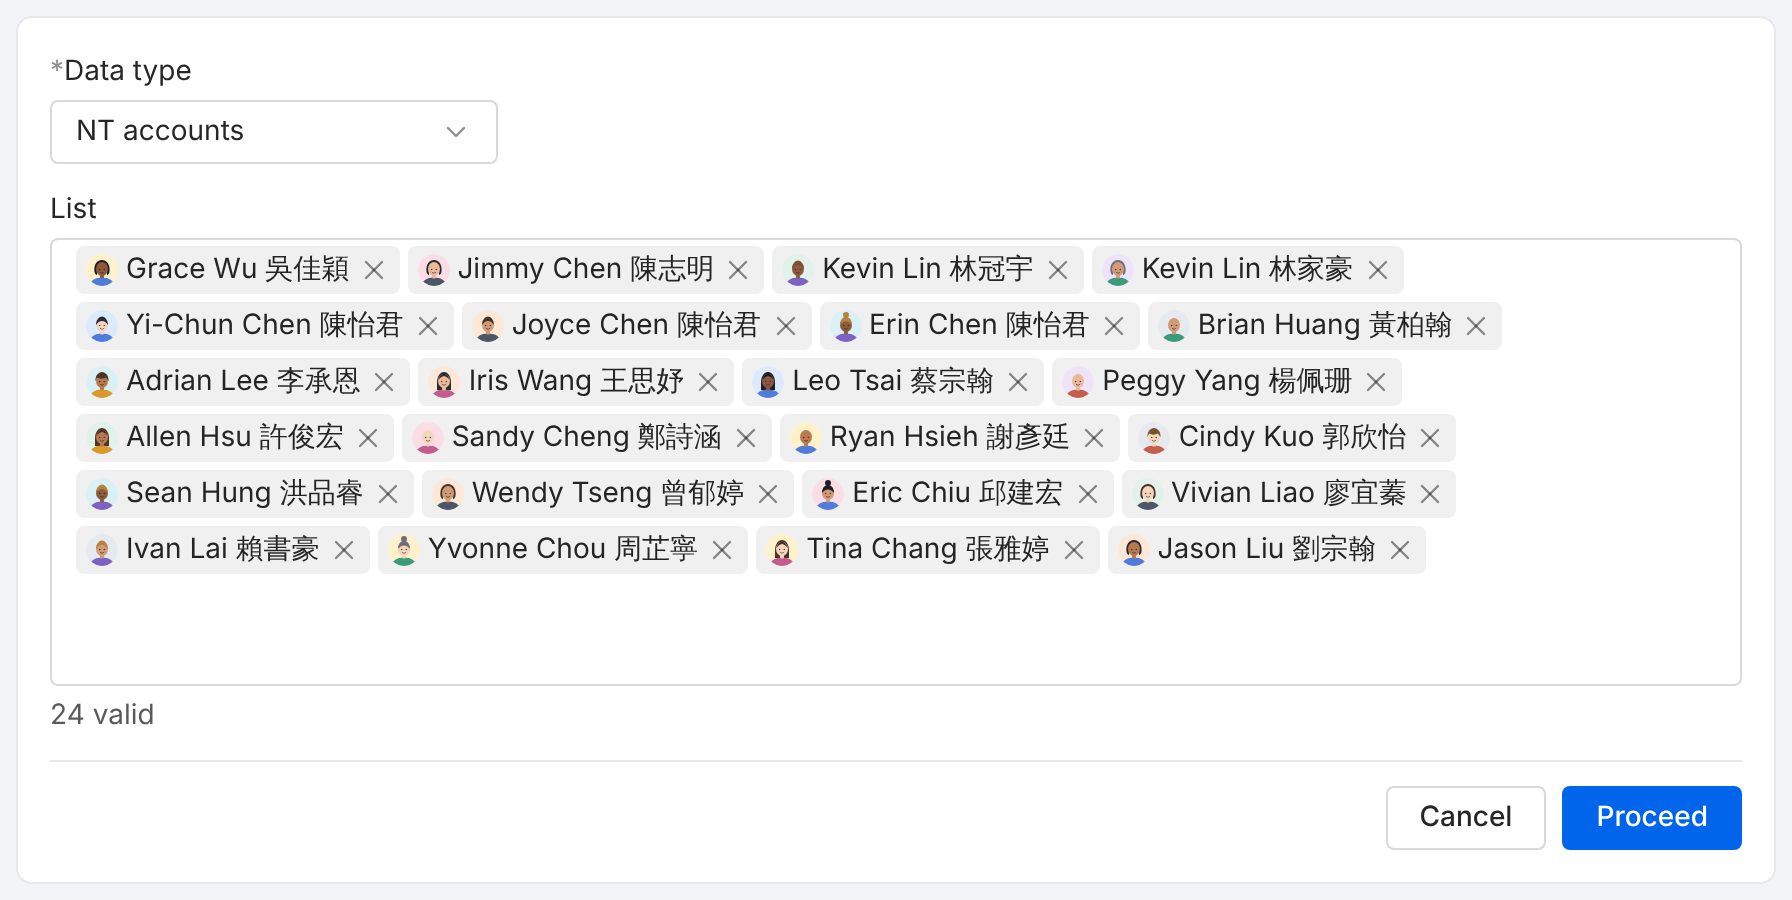 *Data type
NT accounts
List
Grace Wu 吳佳穎 Jimmy Chen 陳志明 Kevin Lin 林冠宇 Kevin Lin 林家豪
Yi-Chun Chen 陳怡君 Joyce Chen 陳怡君 Erin Chen 陳怡君 Brian Huang 黃柏翰
Adrian Lee 李承恩 Iris Wang 王思妤 Leo Tsai 蔡宗翰 Peggy Yang 楊佩珊
Allen Hsu 許俊宏 Sandy Cheng 鄭詩涵 Ryan Hsieh 謝彥廷 Cindy Kuo 郭欣怡
Sean Hung 洪品睿 Wendy Tseng 曾郁婷 Eric Chiu 邱建宏 Vivian Liao 廖宜蓁
Ivan Lai 賴書豪 Yvonne Chou 周芷寧 Tina Chang 張雅婷 Jason Liu 劉宗翰
24 valid
Cancel Proceed